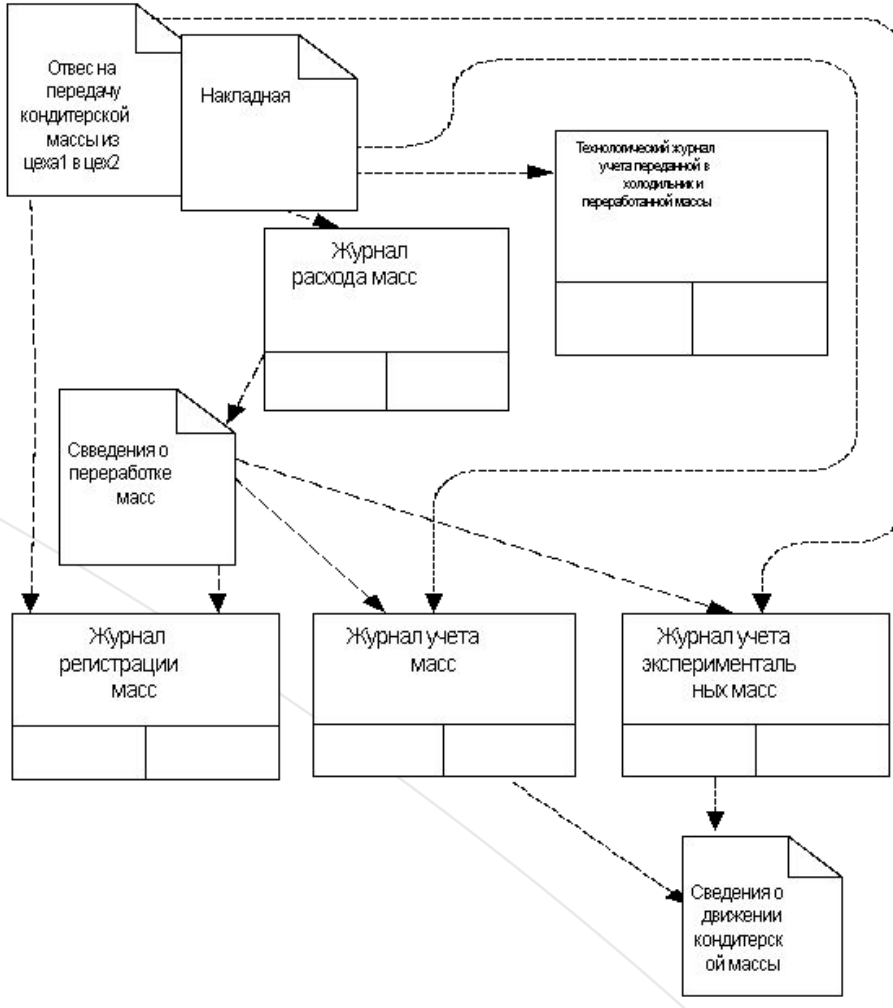 Отвес на
передачу
кондитерской
массы из
цеха1 в цех2
Накладная
Технологический журнал
учета переданной в
холодильник и
переработанной массы
Журнал
расхода масс
Свведения о
переработке
масс
Журнал
регистрации
масс
Журнал учета
масс
Журнал учета
эксперименталь
ных масс
Сведения о
движении
кондитерск
ой массы